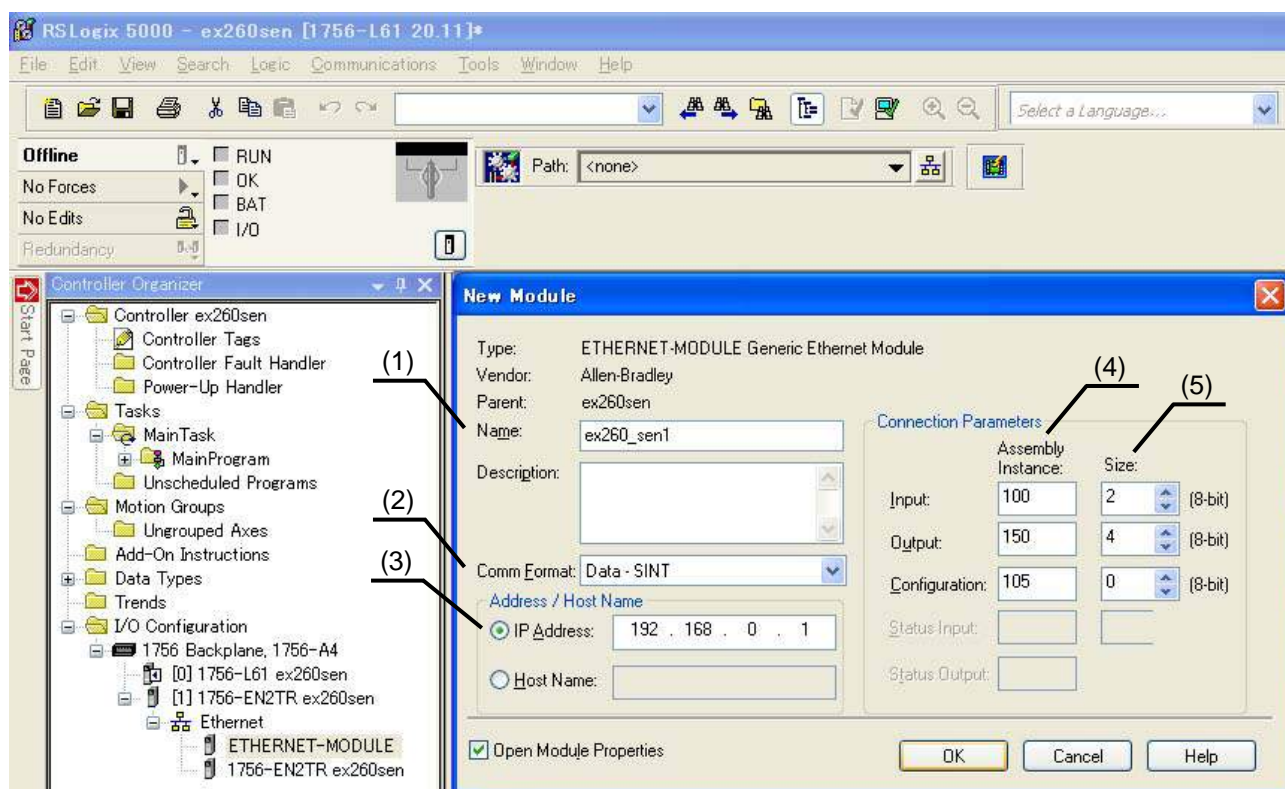 RSLogix 5000 - ex260sen [1756-L61 20.11]*
File Edit View Search Logic Communications Tools Window Help
Select a Language...
Offline
RUN
No Forces
OK
BAT
No Edits
I/O
Redundancy
Path: <none>
Start Page
Controller Organizer
Controller ex260sen
Controller Tags
Controller Fault Handler
Power-Up Handler
Tasks
MainTask
MainProgram
Unscheduled Programs
Motion Groups
Ungrouped Axes
Add-On Instructions
Data Types
Trends
I/O Configuration
1756 Backplane, 1756-A4
[0] 1756-L61 ex260sen
[1] 1756-EN2TR ex260sen
Ethernet
ETHERNET-MODULE
1756-EN2TR ex260sen
New Module
Type: ETHERNET-MODULE Generic Ethernet Module
Vendor: Allen-Bradley
Parent: ex260sen
(1)
Name: ex260_sen1
Description:
(2)
Comm Format: Data - SINT
(3)
Address / Host Name
IP Address: 192 . 168 . 0 . 1
Host Name:
(4)
(5)
Connection Parameters
Assembly
Instance: Size:
Input: 100 2 (8-bit)
Output: 150 4 (8-bit)
Configuration: 105 0 (8-bit)
Status Input:
Status Output:
Open Module Properties
OK Cancel Help